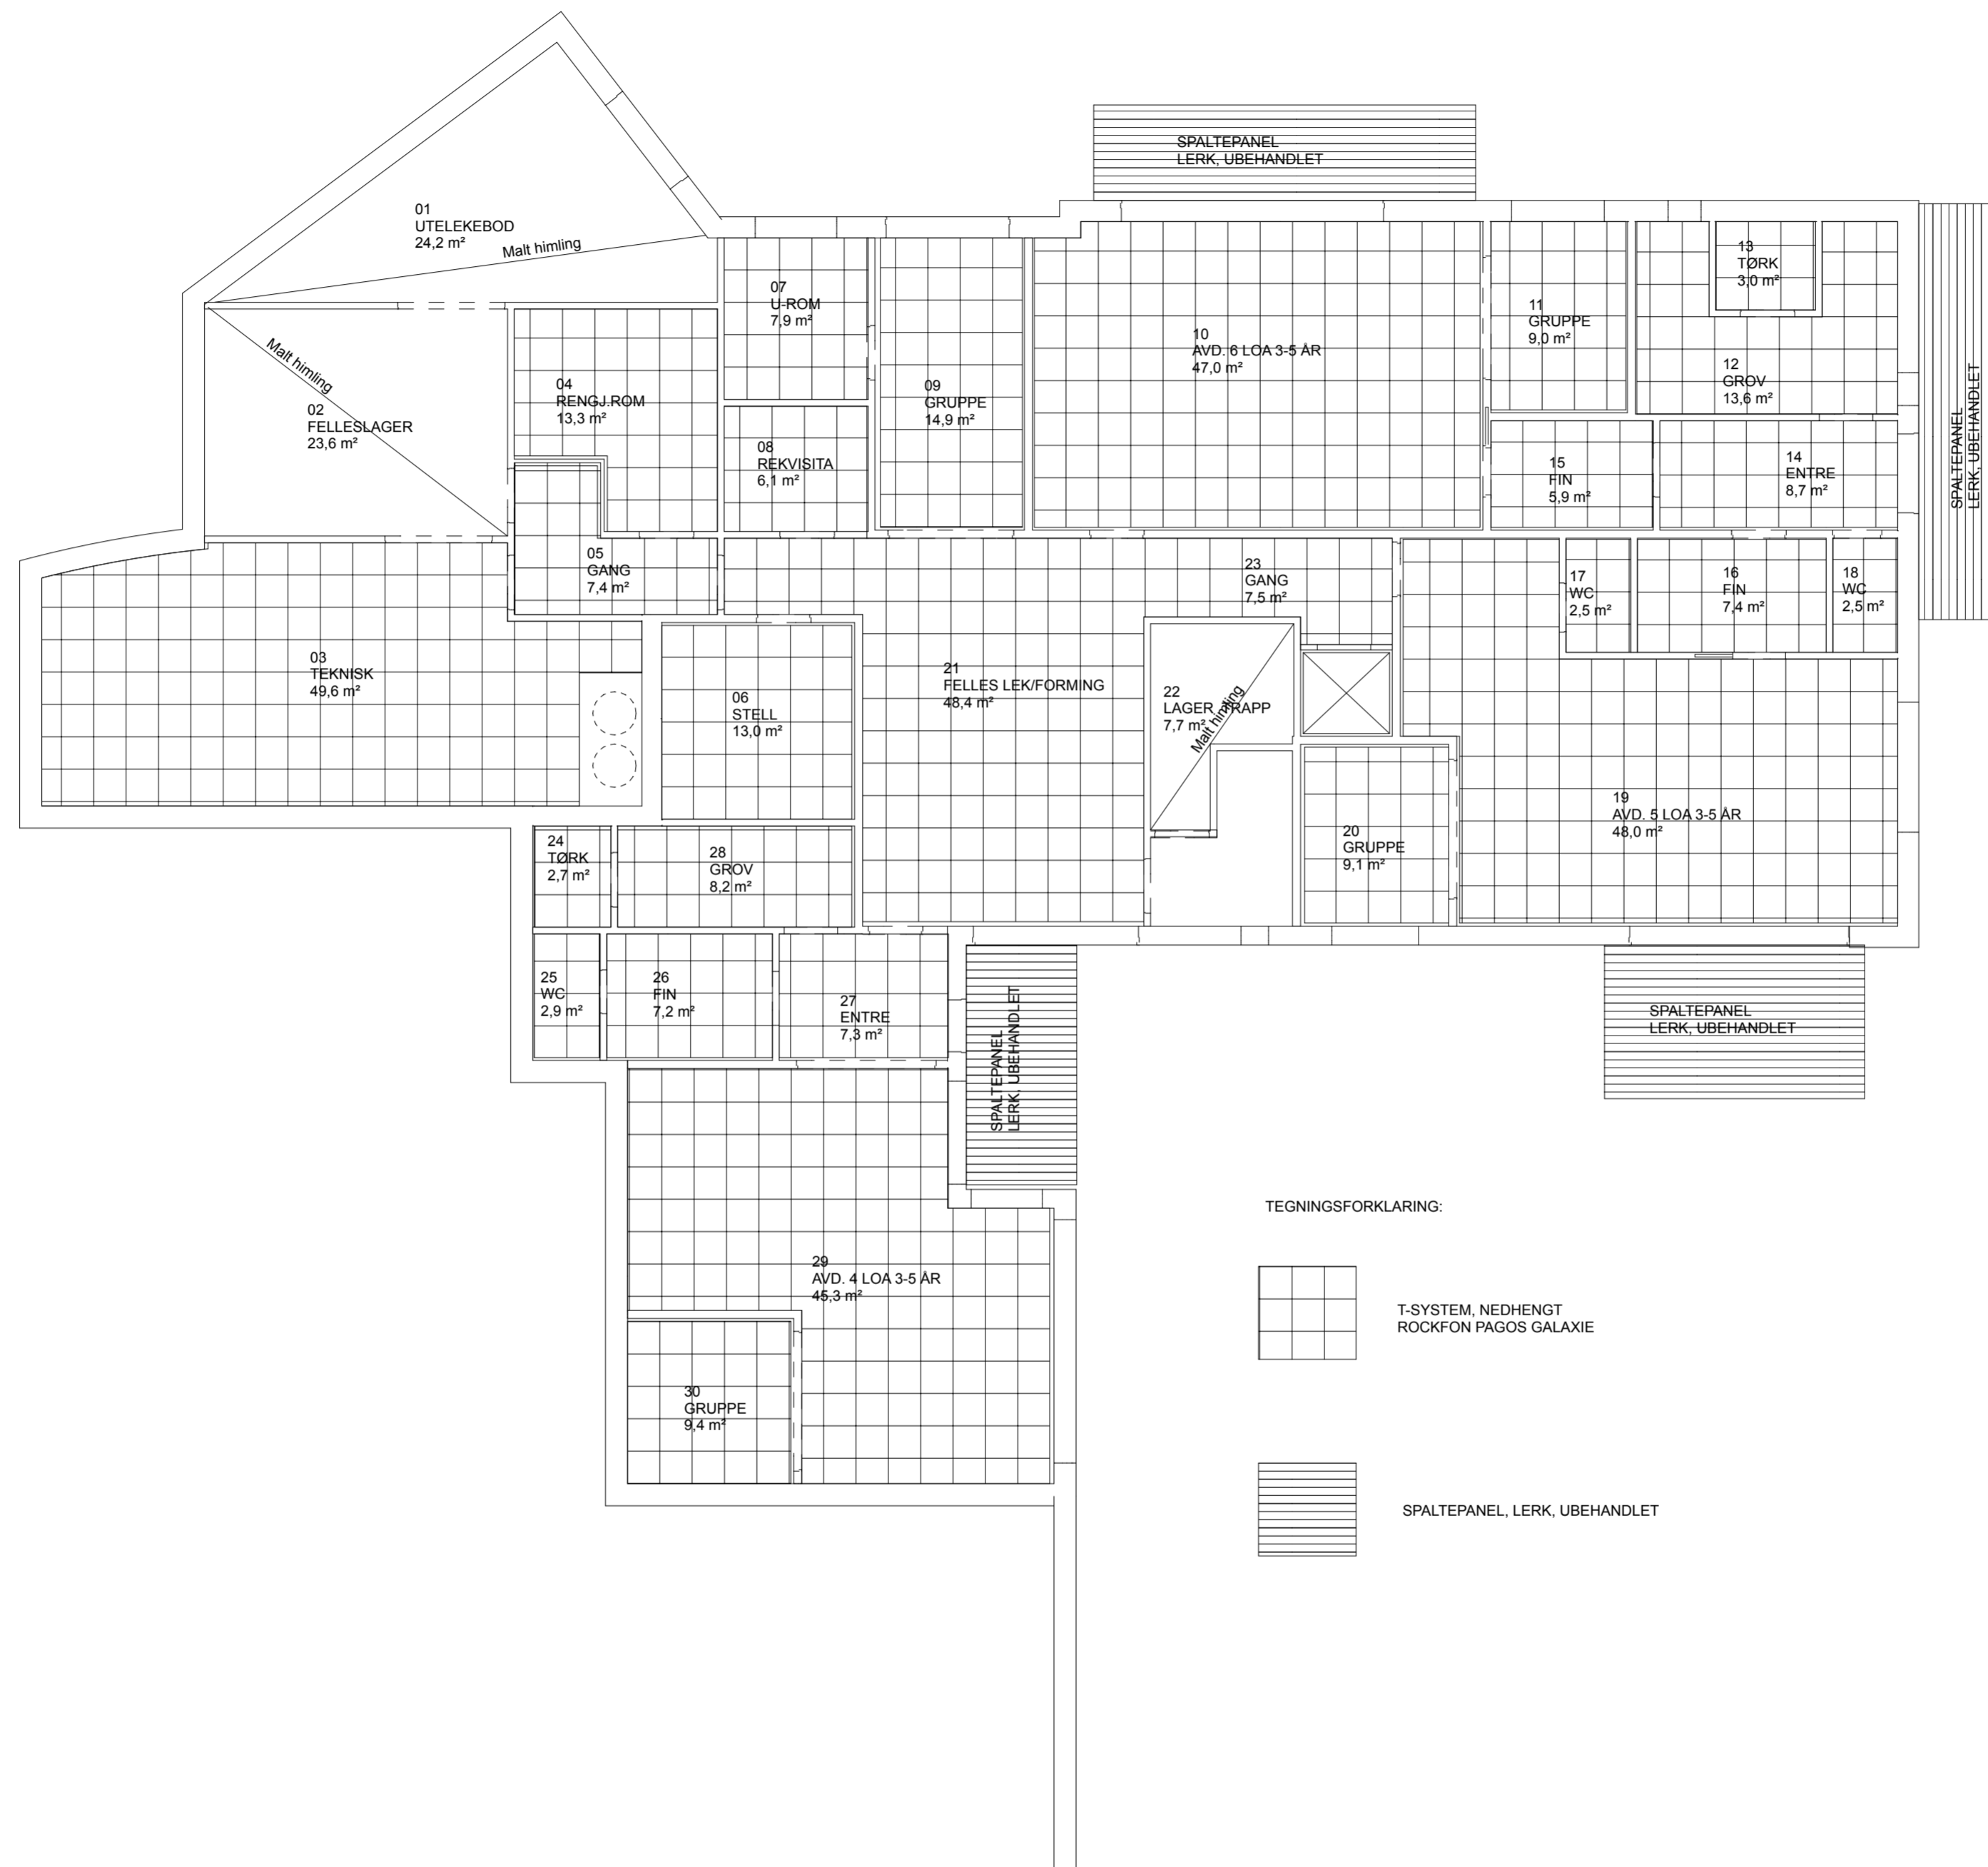 SPALTEPANEL
LERK, UBEHANDLET
01
UTELEKEBOD
24,2 m²
Malt himling
13
TØRK
3,0 m²
07
U-ROM
7,9 m²
11
GRUPPE
9,0 m²
10
AVD. 6 LOA 3-5 ÅR
47,0 m²
Malt himling
12
GROV
13,6 m²
SPALTEPANEL
LERK, UBEHANDLET
04
RENGJ.ROM
13,3 m²
09
GRUPPE
14,9 m²
02
FELLESLAGER
23,6 m²
08
REKVISITA
6,1 m²
15
FIN
5,9 m²
14
ENTRE
8,7 m²
05
GANG
7,4 m²
23
GANG
7,5 m²
17
WC
2,5 m²
16
FIN
7,4 m²
18
WC
2,5 m²
03
TEKNISK
49,6 m²
21
FELLES LEK/FORMING
48,4 m²
06
STELL
13,0 m²
22
LAGER TRAPP
7,7 m²
Malt himling
19
AVD. 5 LOA 3-5 ÅR
48,0 m²
20
GRUPPE
9,1 m²
24
TØRK
2,7 m²
28
GROV
8,2 m²
25
WC
2,9 m²
26
FIN
7,2 m²
27
ENTRE
7,3 m²
SPALTEPANEL
LERK, UBEHANDLET
SPALTEPANEL
LERK, UBEHANDLET
29
AVD. 4 LOA 3-5 ÅR
45,3 m²
30
GRUPPE
9,4 m²
TEGNINGSFORKLARING:
T-SYSTEM, NEDHENGT
ROCKFON PAGOS GALAXIE
SPALTEPANEL, LERK, UBEHANDLET